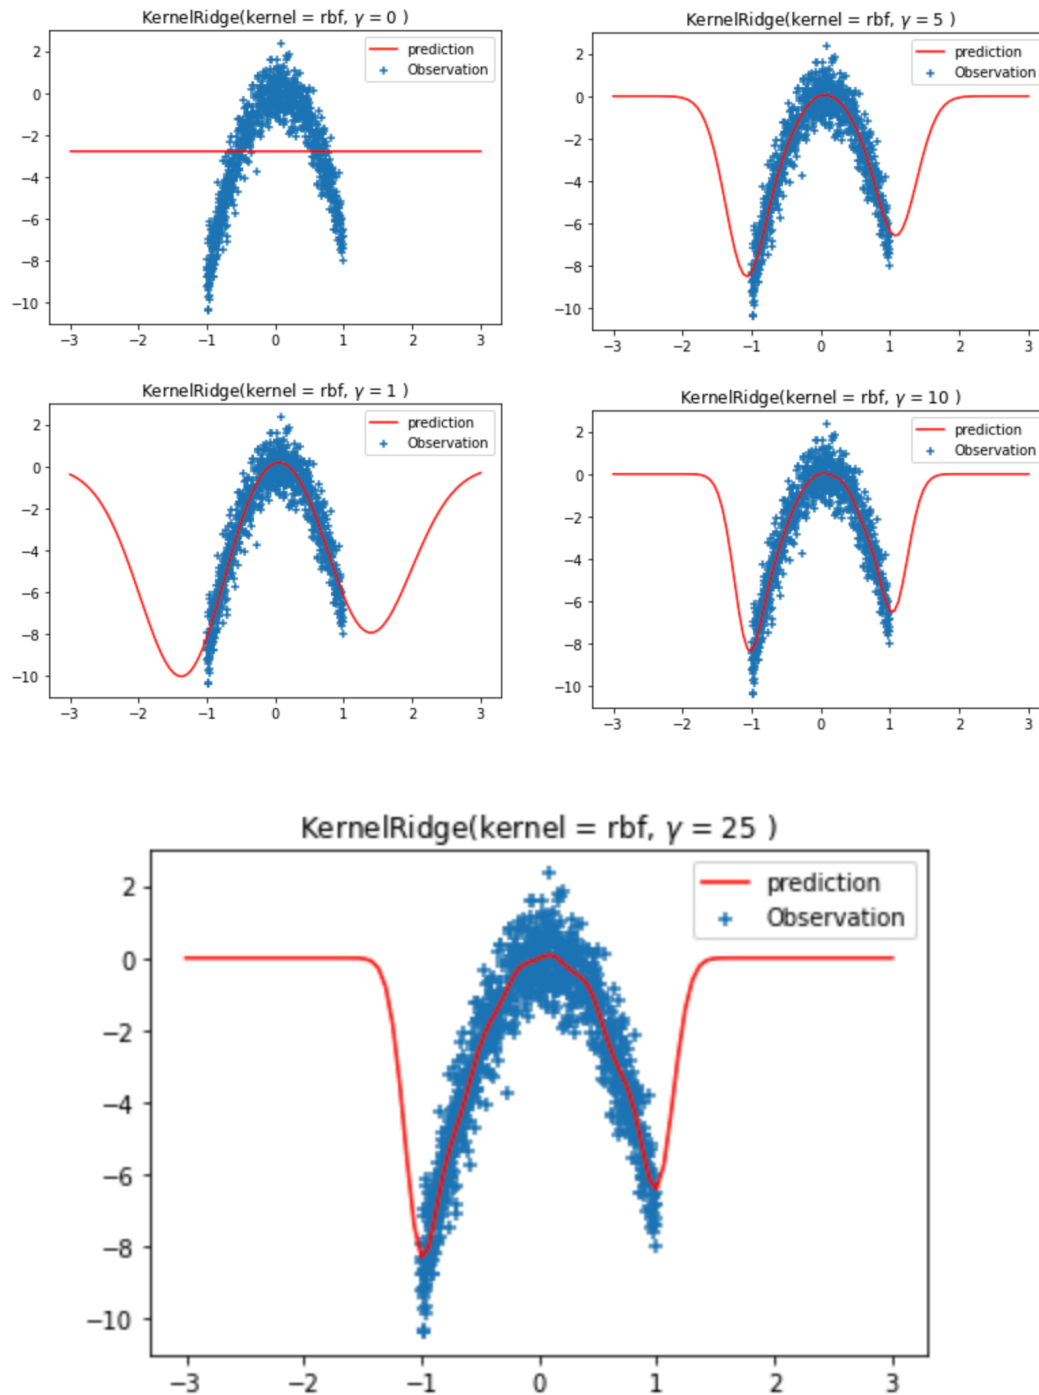 KernelRidge(kernel = rbf, γ = 0 )
prediction
Observation
2
0
−2
−4
−6
−8
−10
−3 −2 −1 0 1 2 3
KernelRidge(kernel = rbf, γ = 5 )
prediction
Observation
2
0
−2
−4
−6
−8
−10
−3 −2 −1 0 1 2 3
KernelRidge(kernel = rbf, γ = 1 )
prediction
Observation
2
0
−2
−4
−6
−8
−10
−3 −2 −1 0 1 2 3
KernelRidge(kernel = rbf, γ = 10 )
prediction
Observation
2
0
−2
−4
−6
−8
−10
−3 −2 −1 0 1 2 3
KernelRidge(kernel = rbf, γ = 25 )
prediction
Observation
2
0
−2
−4
−6
−8
−10
−3 −2 −1 0 1 2 3